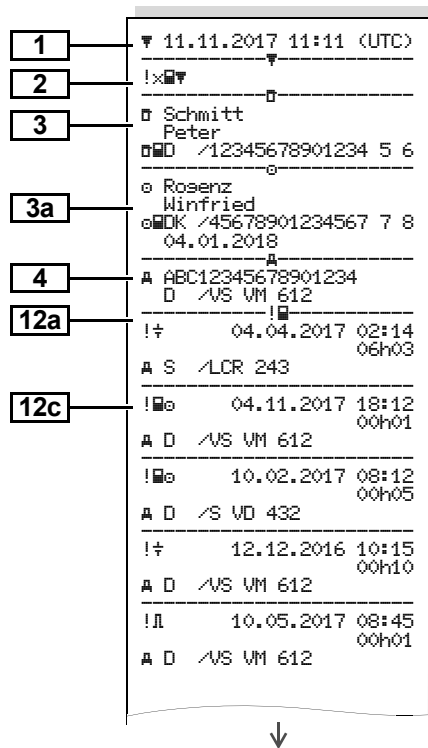 1
▼ 11.11.2017 11:11 (UTC)
----------▼----------
2
!x▼
3
Schmitt
Peter
D /12345678901234 5 6
3a
o Rogenz
Winfried
oDK /45678901234567 7 8
04.01.2018
4
A ABC12345678901234
D /VS VM 612
12a
!
!÷ 04.04.2017 02:14
06h03
A S /LCR 243
12c
!o 04.11.2017 18:12
00h01
A D /VS VM 612
!o 10.02.2017 08:12
00h05
A D /S VD 432
!÷ 12.12.2016 10:15
00h10
A D /VS VM 612
!Л 10.05.2017 08:45
00h01
A D /VS VM 612